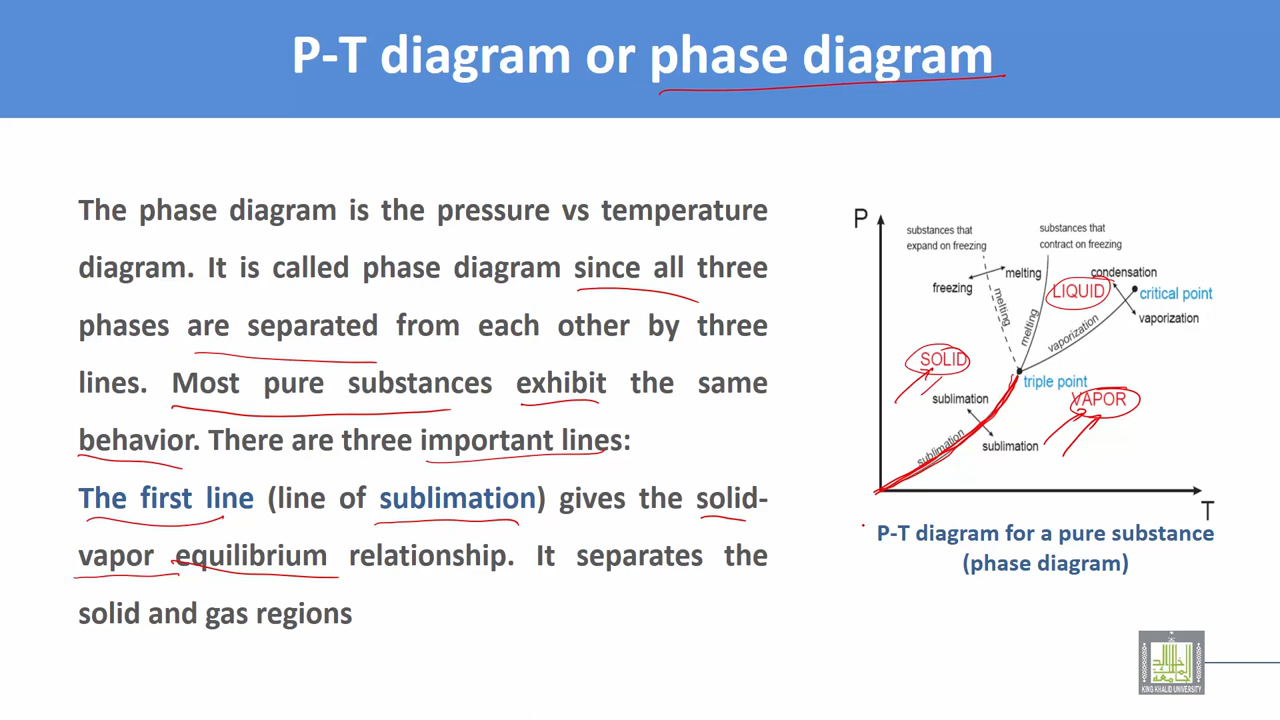 P-T diagram or phase diagram
The phase diagram is the pressure vs temperature
diagram. It is called phase diagram since all three
phases are separated from each other by three
lines. Most pure substances exhibit the same
behavior. There are three important lines:
The first line (line of sublimation) gives the solid-
vapor equilibrium relationship. It separates the
solid and gas regions
P
substances that
expand on freezing
substances that
contract on freezing
freezing
melting
condensation
LIQUID
critical point
vaporization
melting
melting
vaporization
SOLID
triple point
sublimation
VAPOR
sublimation
sublimation
T
P-T diagram for a pure substance
(phase diagram)
KING KHALID UNIVERSITY